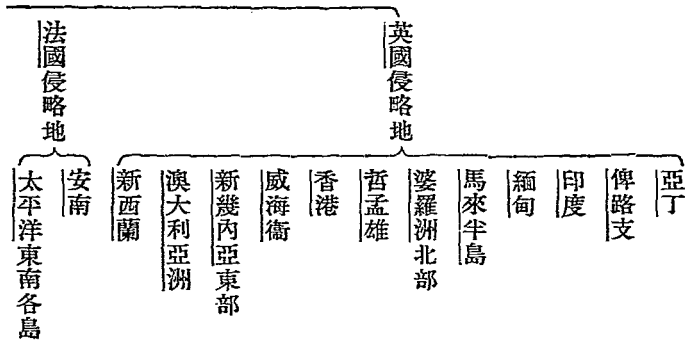 英國侵略地
亞丁
俾路支
印度
緬甸
馬來半島
婆羅洲北部
哲孟雄
香港
威海衞
新幾內亞東部
澳大利亞洲
新西蘭
法國侵略地
安南
太平洋東南各島